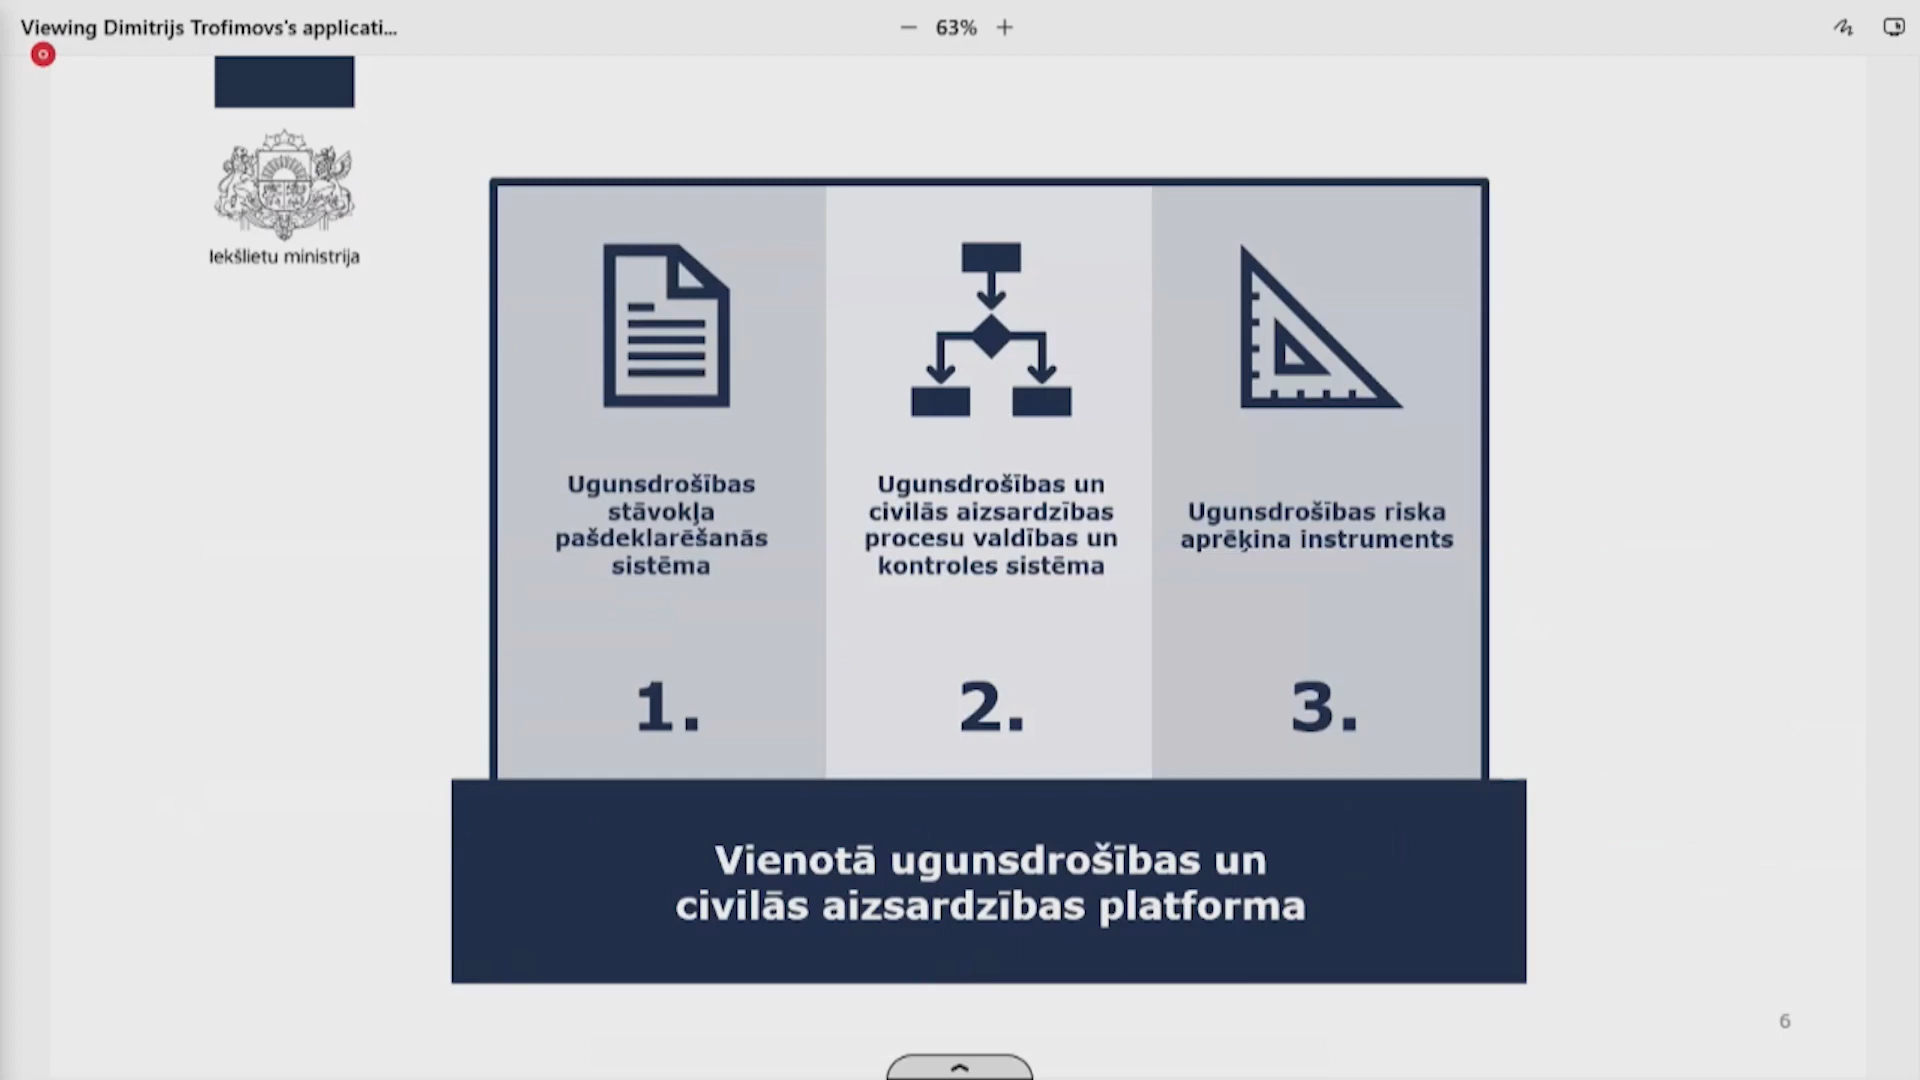 Viewing Dimitrijs Trofimovs's applicati...
63%
Iekšlietu ministrija
Ugunsdrošības
stāvokļa
pašdeklarēšanās
sistēma
1.
Ugunsdrošības un
civilās aizsardzības
procesu valdības un
kontroles sistēma
2.
Ugunsdrošības riska
aprēķina instruments
3.
Vienotā ugunsdrošības un
civilās aizsardzības platforma
6